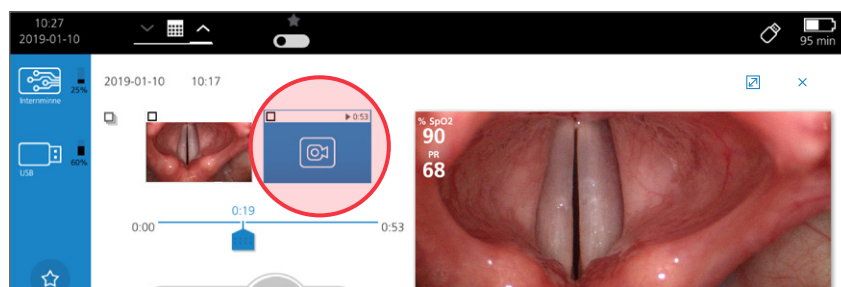 10:27
2019-01-10
95 min
Internminne
25%
USB
60%
2019-01-10 10:17
0:53
0:19
0:00
0:53
% SpO2
90
PR
68